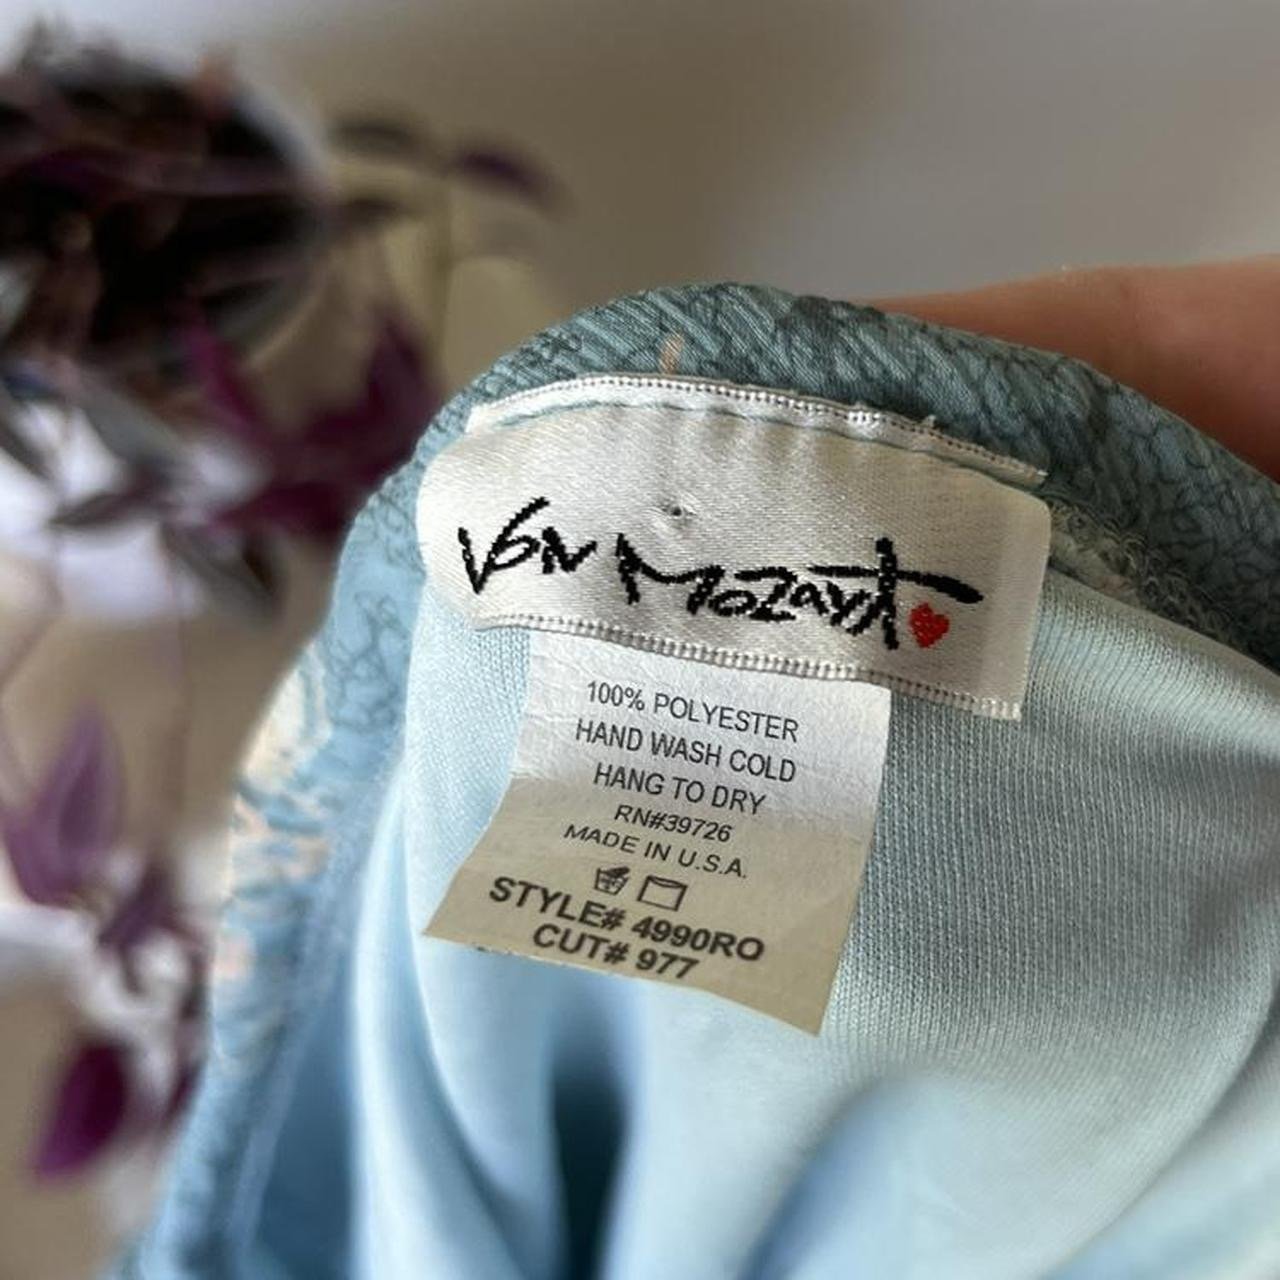 Von Mozart
100% POLYESTER
HAND WASH COLD
HANG TO DRY
RN#39726
MADE IN U.S.A.
STYLE# 4990RO
CUT# 977